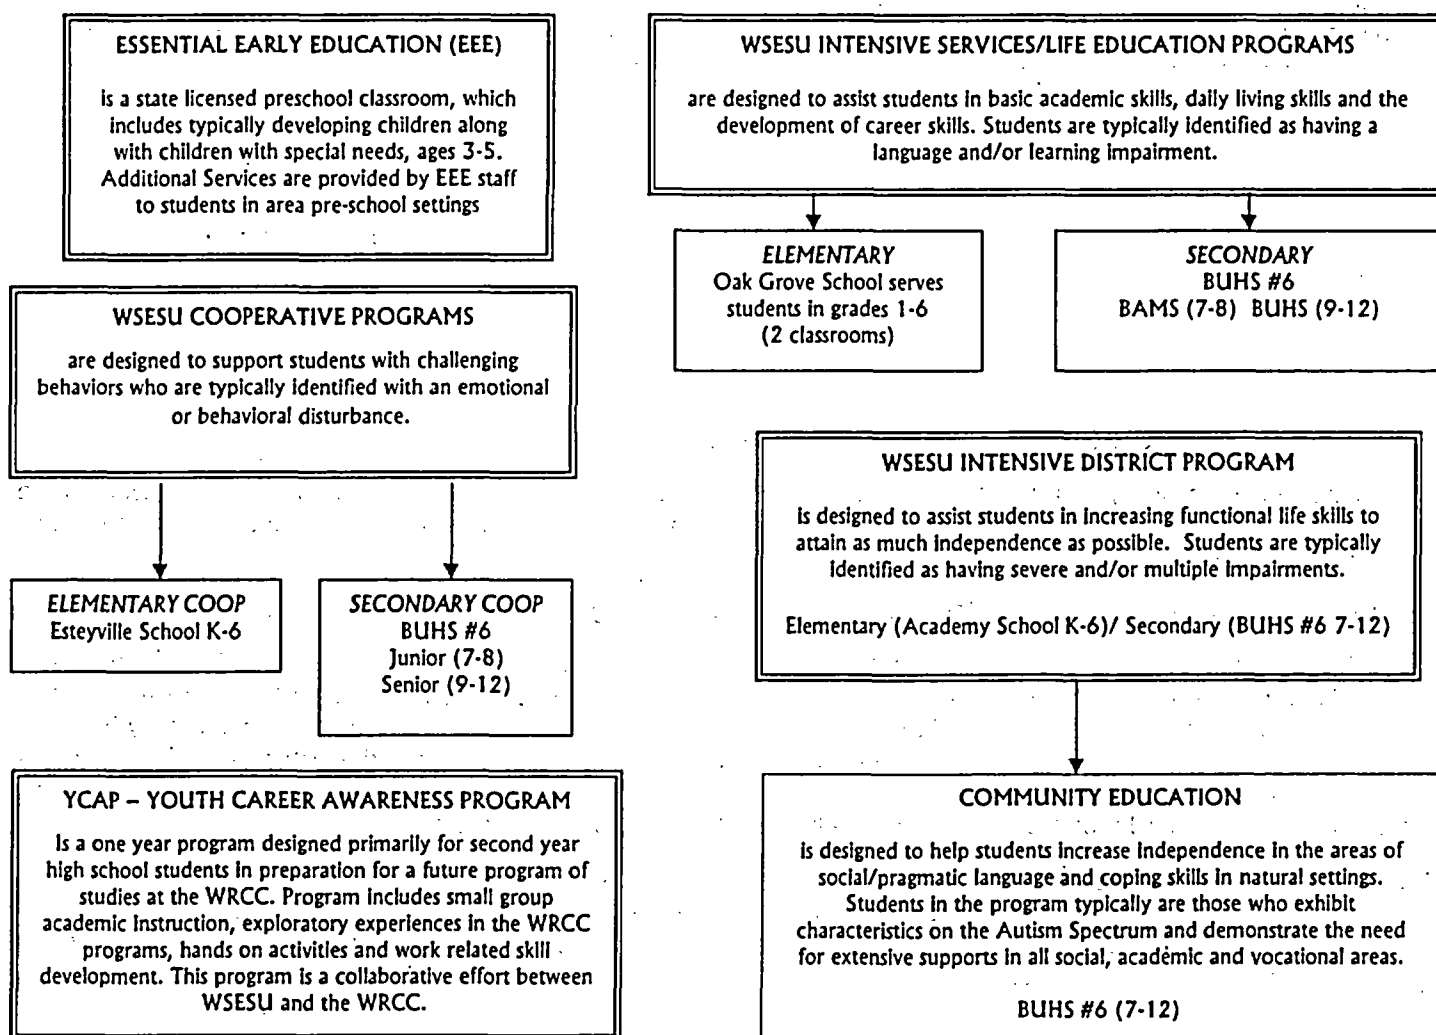 ESSENTIAL EARLY EDUCATION (EEE)
is a state licensed preschool classroom, which
includes typically developing children along
with children with special needs, ages 3-5.
Additional Services are provided by EEE staff
to students in area pre-school settings
WSESU COOPERATIVE PROGRAMS
are designed to support students with challenging
behaviors who are typically identified with an emotional
or behavioral disturbance.
ELEMENTARY COOP
Esteyville School K-6
SECONDARY COOP
BUHS #6
Junior (7-8)
Senior (9-12)
YCAP – YOUTH CAREER AWARENESS PROGRAM
Is a one year program designed primarily for second year
high school students in preparation for a future program of
studies at the WRCC. Program includes small group
academic instruction, exploratory experiences in the WRCC
programs, hands on activities and work related skill
development. This program is a collaborative effort between
WSESU and the WRCC.
WSESU INTENSIVE SERVICES/LIFE EDUCATION PROGRAMS
are designed to assist students in basic academic skills, daily living skills and the
development of career skills. Students are typically identified as having a
language and/or learning impairment.
ELEMENTARY
Oak Grove School serves
students in grades 1-6
(2 classrooms)
SECONDARY
BUHS #6
BAMS (7-8) BUHS (9-12)
WSESU INTENSIVE DISTRICT PROGRAM
is designed to assist students in increasing functional life skills to
attain as much independence as possible. Students are typically
identified as having severe and/or multiple impairments.
Elementary (Academy School K-6)/ Secondary (BUHS #6 7-12)
COMMUNITY EDUCATION
is designed to help students increase independence in the areas of
social/pragmatic language and coping skills in natural settings.
Students in the program typically are those who exhibit
characteristics on the Autism Spectrum and demonstrate the need
for extensive supports in all social, academic and vocational areas.
BUHS #6 (7-12)